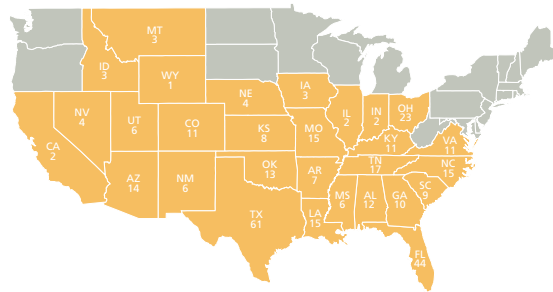 MT
3
ID
3
WY
1
NE
4
IA
3
NV
4
UT
6
CO
11
IL
2
IN
2
OH
23
CA
2
KS
8
MO
15
KY
11
VA
11
AZ
14
NM
6
OK
13
AR
7
TN
17
NC
15
MS
6
AL
12
GA
10
SC
9
TX
61
LA
15
FL
44